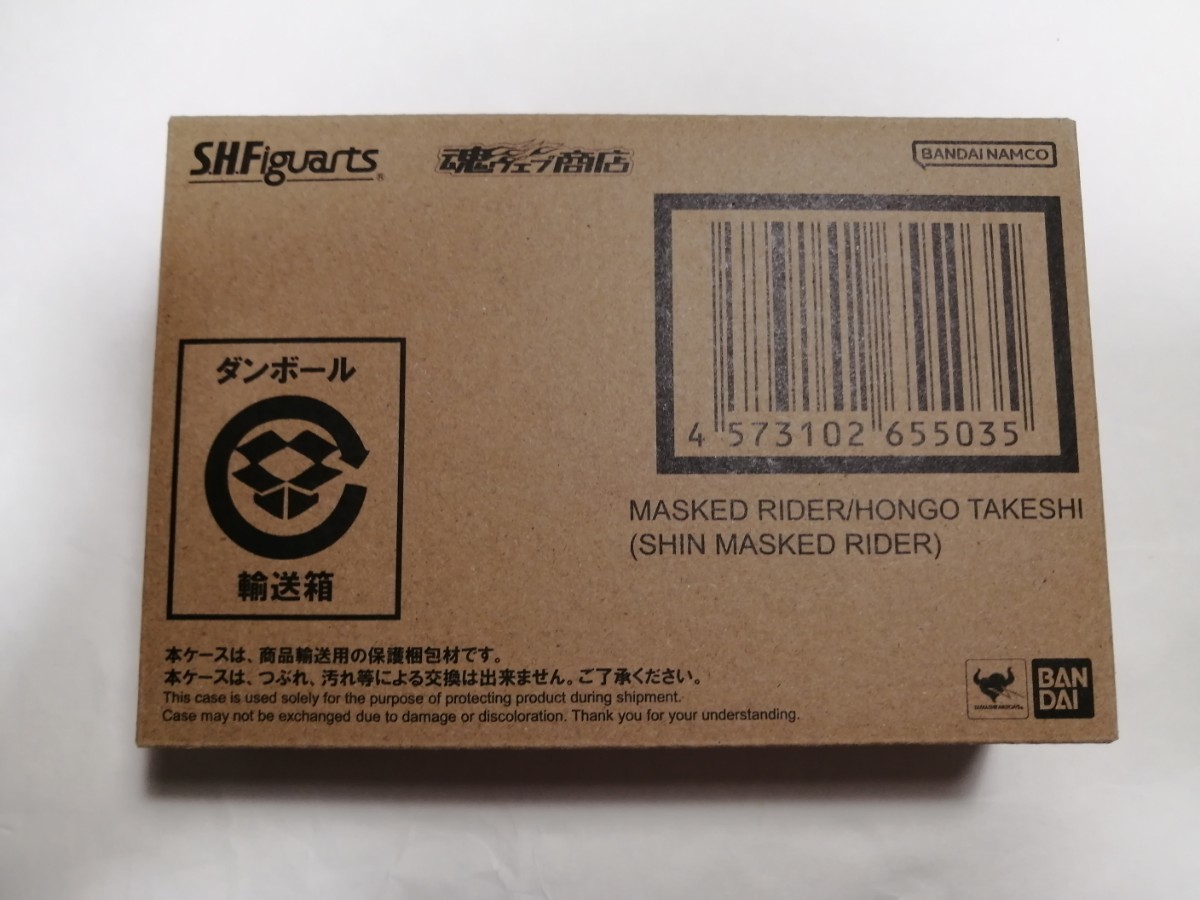 S.H.Figuarts
魂ウェブ商店
BANDAI NAMCO
4 573102 655035
MASKED RIDER/HONGO TAKESHI
(SHIN MASKED RIDER)
ダンボール
輸送箱
本ケースは、商品輸送用の保護梱包材です。
本ケースは、つぶれ、汚れ等による交換は出来ません。ご了承ください。
This case is used solely for the purpose of protecting product during shipment.
Case may not be exchanged due to damage or discoloration. Thank you for your understanding.
BAN
DAI